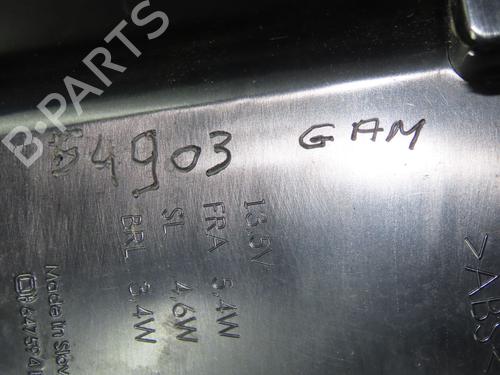 B-PARTS
54903 GAM
13.5V
FRA 5,4W
SL 4,6W
BRL 3,4W
Made In
>ABS<